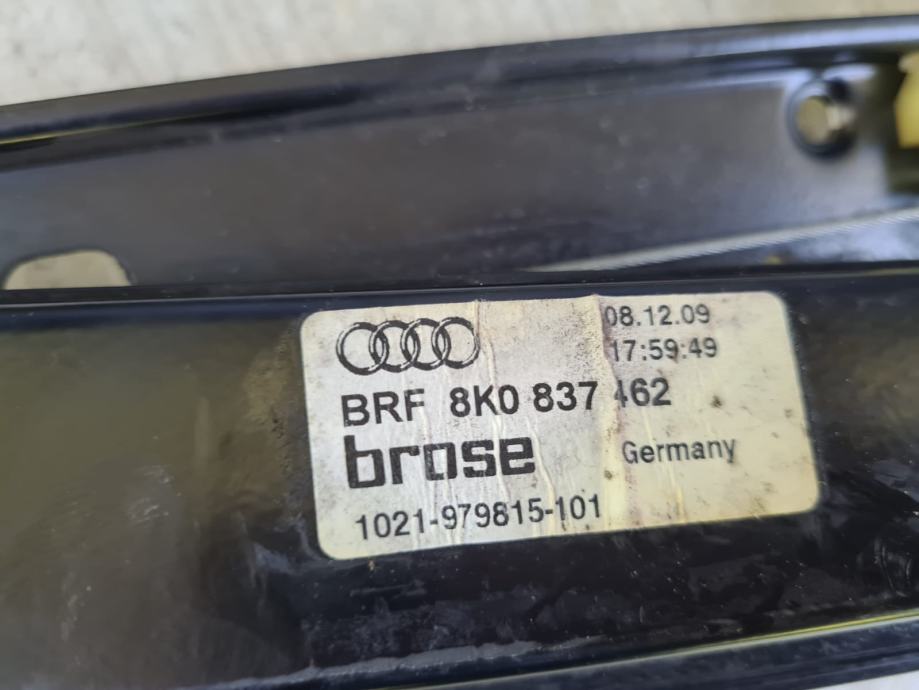 08.12.09
17:59:49
BRF 8K0 837 462
brose Germany
1021-979815-101